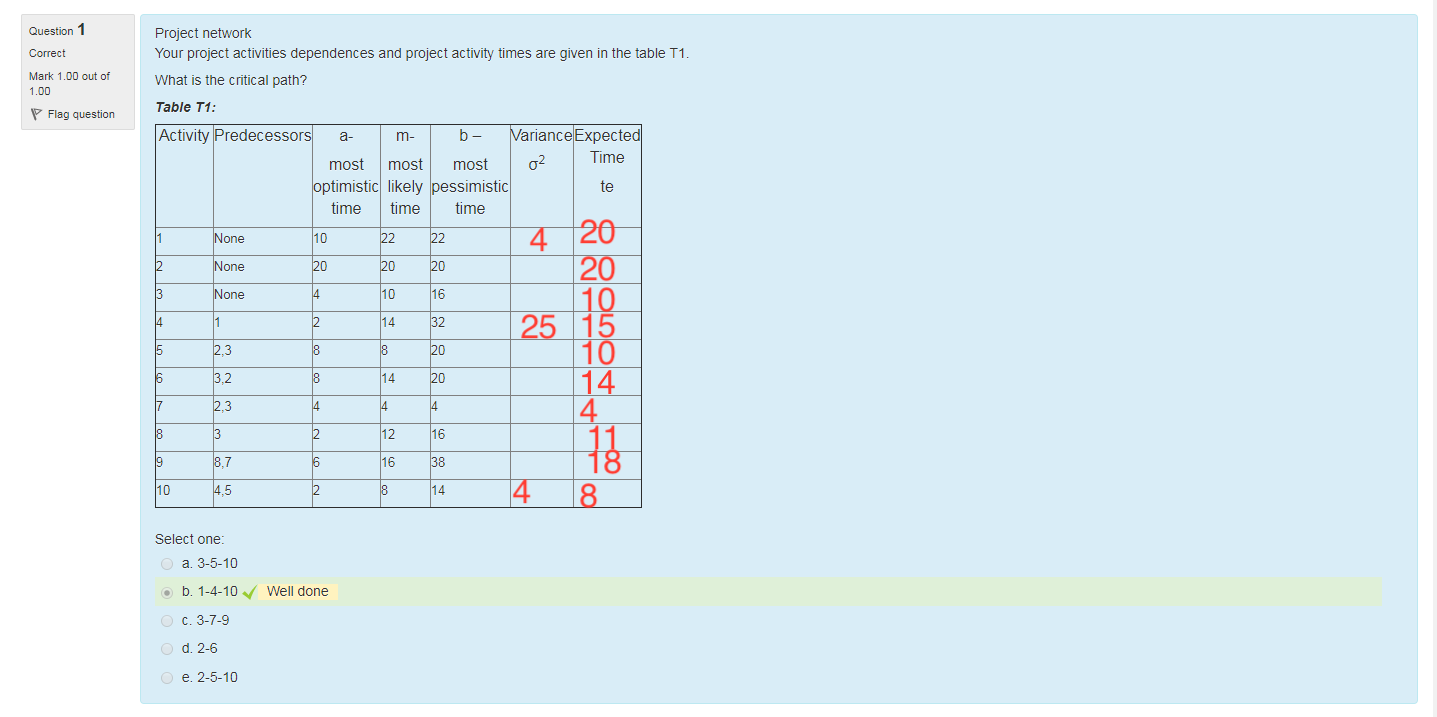 Question 1
Correct
Mark 1.00 out of
1.00
Flag question
Project network
Your project activities dependences and project activity times are given in the table T1.
What is the critical path?
Table T1:
Activity Predecessors a- most optimistic time m- most likely time b – most pessimistic time Variance σ2 Expected Time te
1 None 10 22 22 4 20
2 None 20 20 20 20
3 None 4 10 16 10
4 1 2 14 32 25 15
5 2,3 8 8 20 10
6 3,2 8 14 20 14
7 2,3 4 4 4 4
8 3 2 12 16 11
9 8,7 6 16 38 18
10 4,5 2 8 14 4 8
Select one:
a. 3-5-10
b. 1-4-10 Well done
c. 3-7-9
d. 2-6
e. 2-5-10